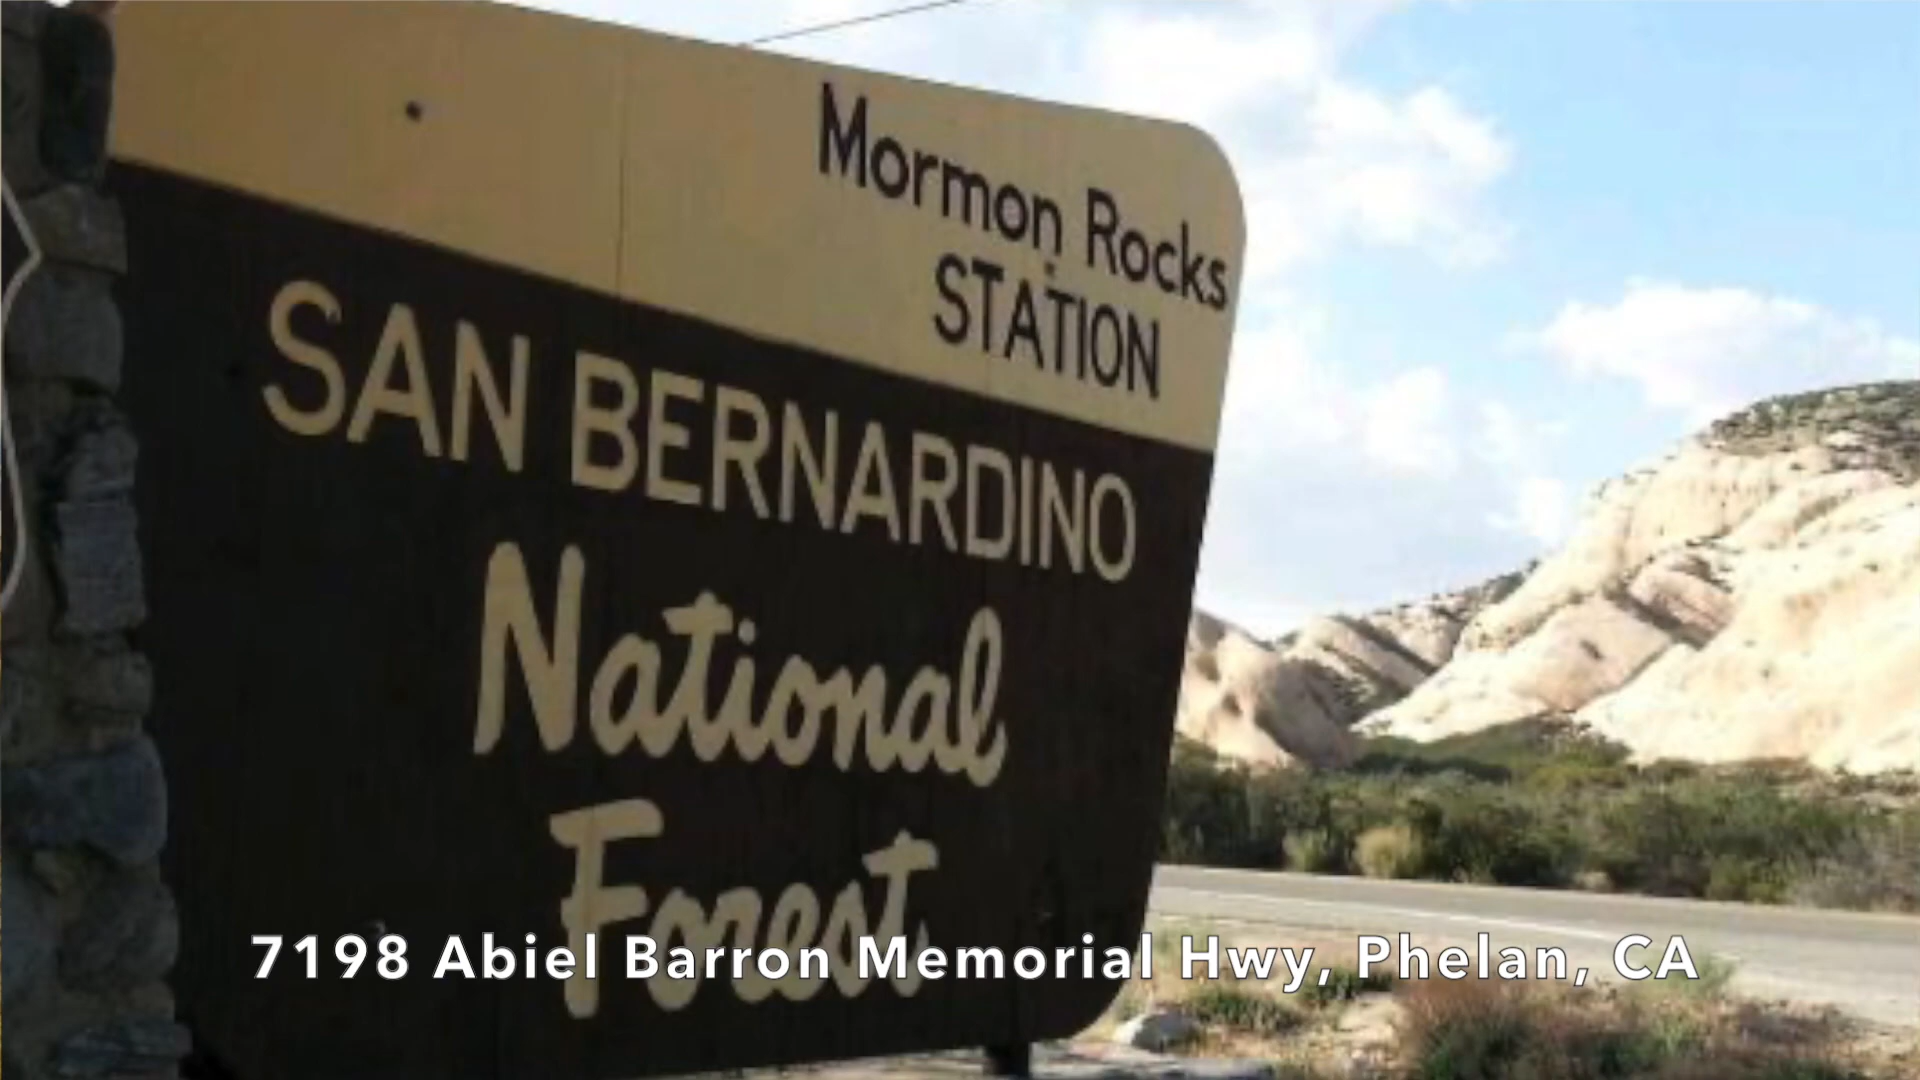 Mormon Rocks
STATION
SAN BERNARDINO
National
Forest
7198 Abiel Barron Memorial Hwy, Phelan, CA